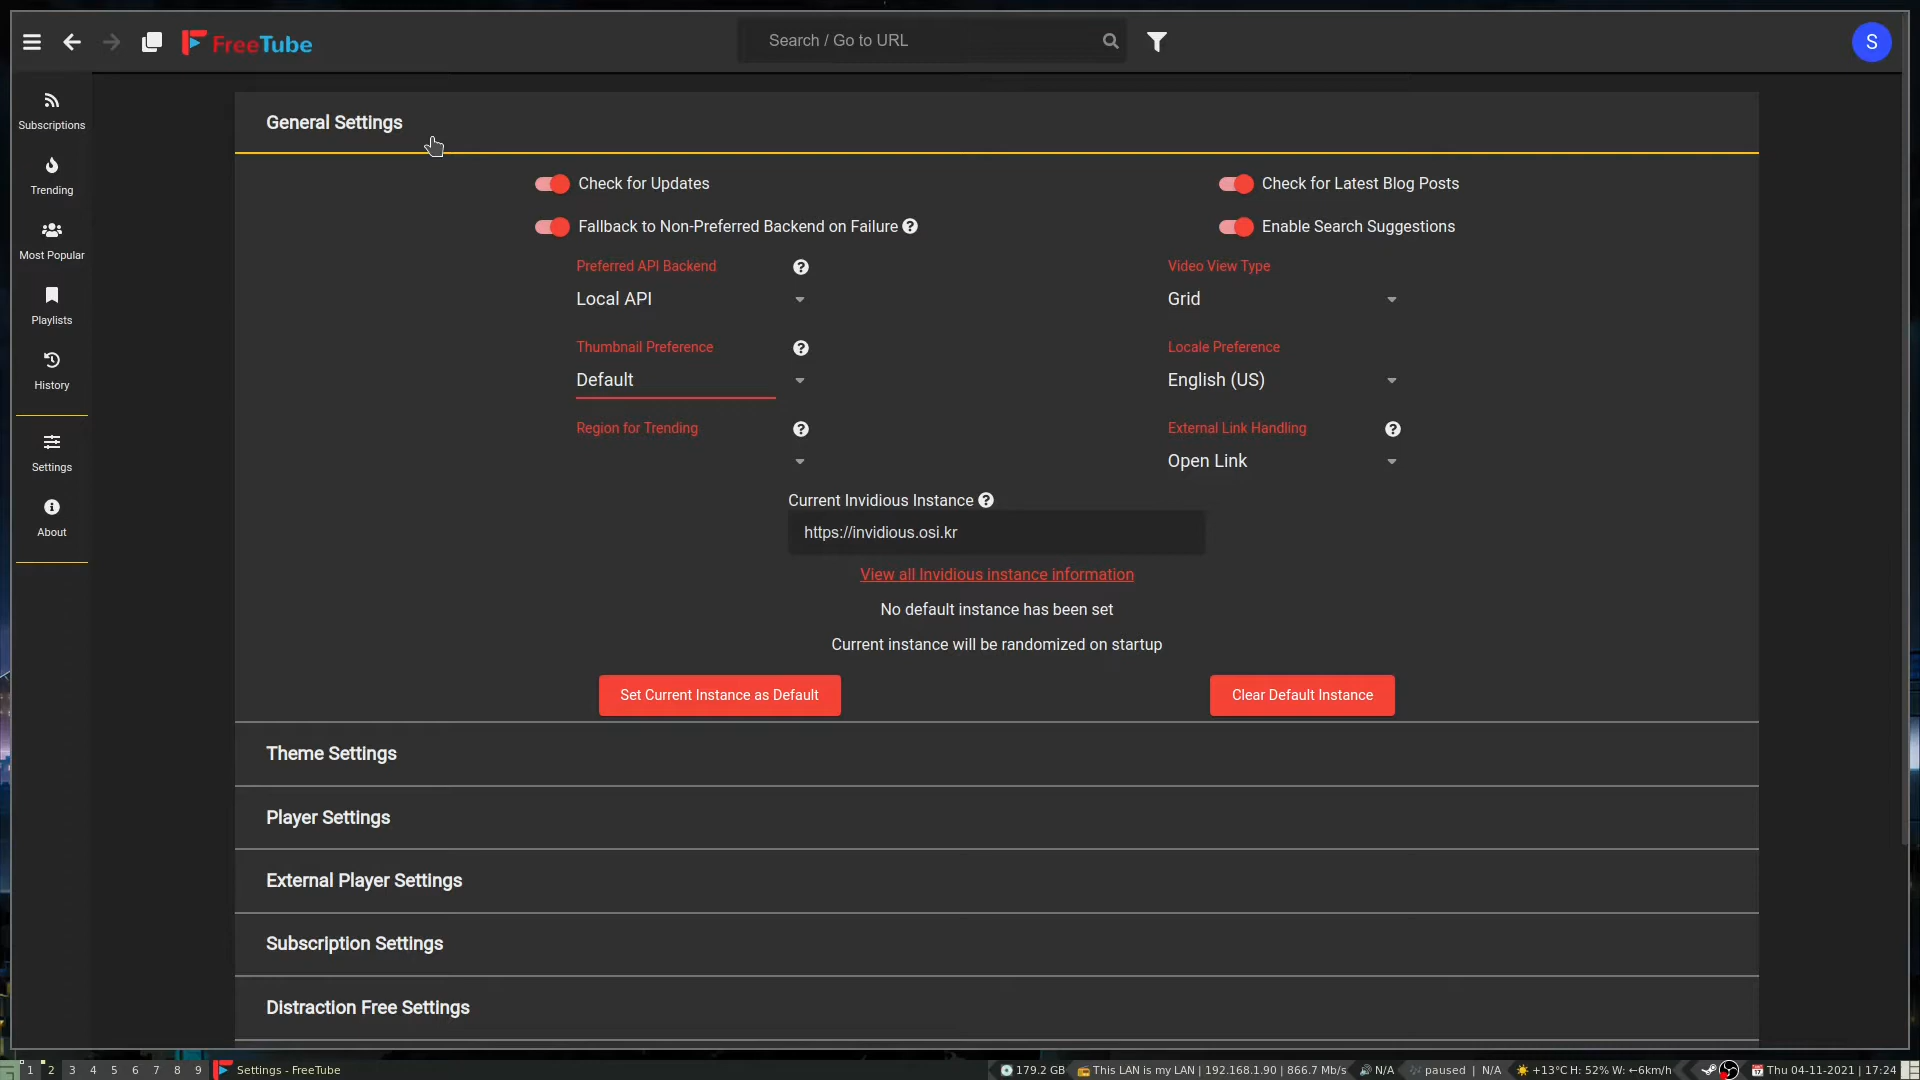 FreeTube
Search / Go to URL
S
Subscriptions
Trending
Most Popular
Playlists
History
Settings
About
General Settings
Check for Updates
Check for Latest Blog Posts
Fallback to Non-Preferred Backend on Failure ?
Enable Search Suggestions
Preferred API Backend ?
Video View Type
Local API
Grid
Thumbnail Preference ?
Locale Preference
Default
English (US)
Region for Trending ?
External Link Handling ?
Open Link
Current Invidious Instance ?
https://invidious.osi.kr
View all Invidious instance information
No default instance has been set
Current instance will be randomized on startup
Set Current Instance as Default
Clear Default Instance
Theme Settings
Player Settings
External Player Settings
Subscription Settings
Distraction Free Settings
1 2 3 4 5 6 7 8 9 Settings - FreeTube 179.2 GB This LAN is my LAN | 192.168.1.90 | 866.7 Mb/s N/A paused | N/A +13°C H: 52% W: ←6km/h Thu 04-11-2021 | 17:24